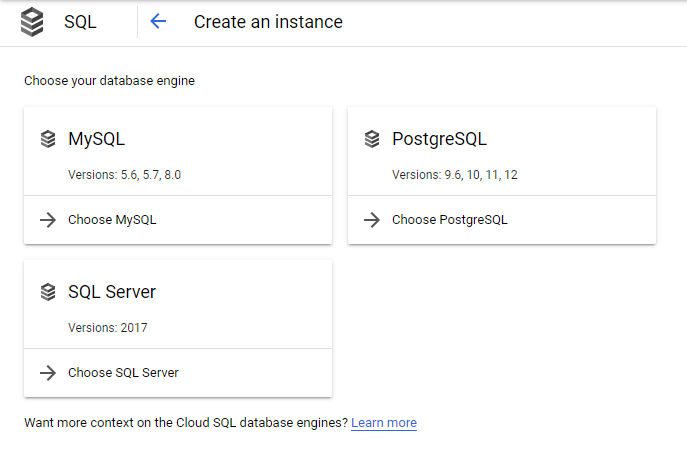 SQL
Create an instance
Choose your database engine
MySQL
Versions: 5.6, 5.7, 8.0
Choose MySQL
PostgreSQL
Versions: 9.6, 10, 11, 12
Choose PostgreSQL
SQL Server
Versions: 2017
Choose SQL Server
Want more context on the Cloud SQL database engines? Learn more